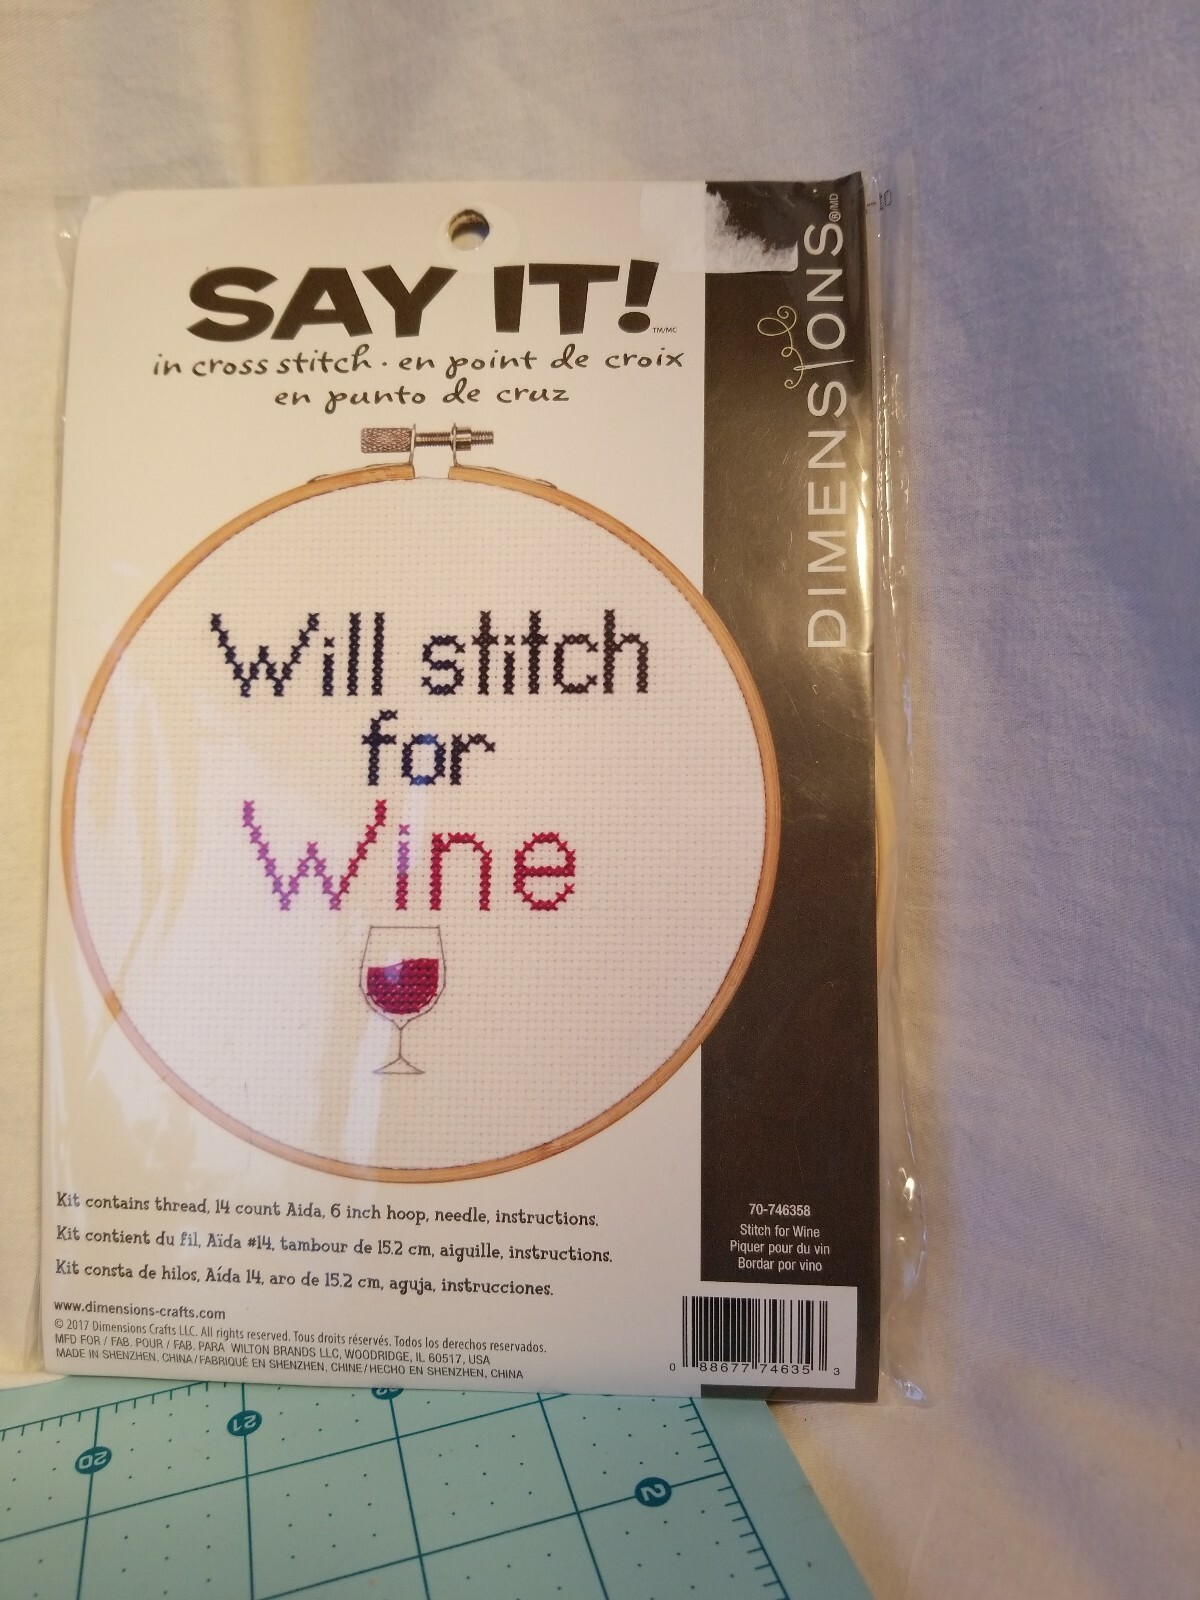 SAY IT!
TM/MC
in cross stitch · en point de croix
en punto de cruz
DIMENSIONS®/MD
Will stitch
for
Wine
Kit contains thread, 14 count Aida, 6 inch hoop, needle, instructions.
Kit contient du fil, Aïda #14, tambour de 15.2 cm, aiguille, instructions.
Kit consta de hilos, Aída 14, aro de 15.2 cm, aguja, instrucciones.
www.dimensions-crafts.com
© 2017 Dimensions Crafts LLC. All rights reserved. Tous droits réservés. Todos los derechos reservados.
MFD FOR / FAB. POUR / FAB. PARA WILTON BRANDS LLC, WOODRIDGE, IL 60517, USA
MADE IN SHENZHEN, CHINA/FABRIQUÉ EN SHENZHEN, CHINE/HECHO EN SHENZHEN, CHINA
70-746358
Stitch for Wine
Piquer pour du vin
Bordar por vino
0 88677 74635 3
20
21
2